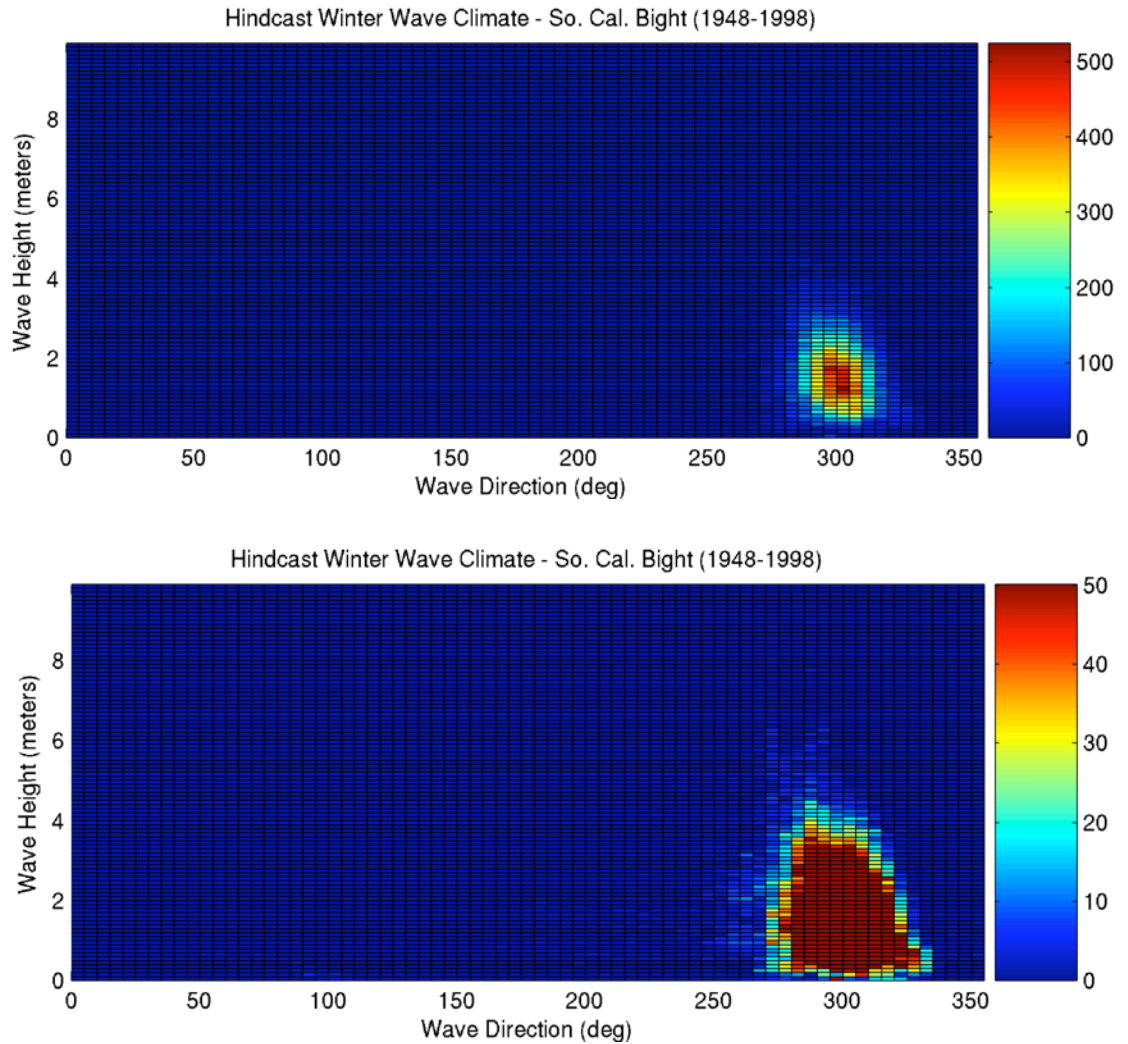 Hindcast Winter Wave Climate - So. Cal. Bight (1948-1998)
Wave Height (meters)
8
6
4
2
0
0 50 100 150 200 250 300 350
Wave Direction (deg)
500
400
300
200
100
0
Hindcast Winter Wave Climate - So. Cal. Bight (1948-1998)
Wave Height (meters)
8
6
4
2
0
0 50 100 150 200 250 300 350
Wave Direction (deg)
50
40
30
20
10
0